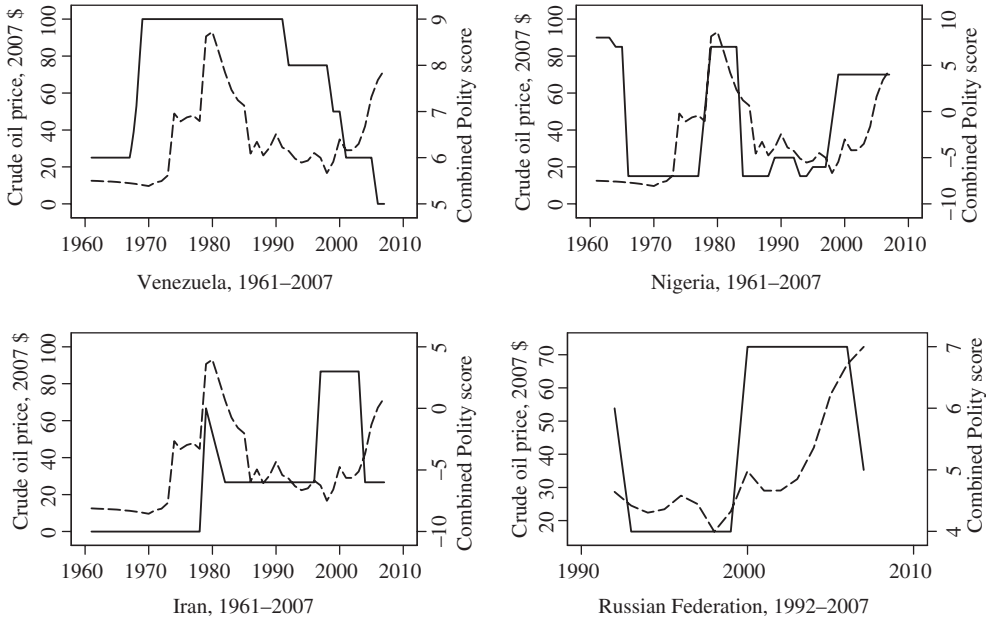 Crude oil price, 2007 $
0 20 40 60 80 100
5 6 7 8 9
Combined Polity score
1960 1970 1980 1990 2000 2010
Venezuela, 1961–2007
Crude oil price, 2007 $
0 20 40 60 80 100
−10 −5 0 5 10
Combined Polity score
1960 1970 1980 1990 2000 2010
Nigeria, 1961–2007
Crude oil price, 2007 $
0 20 40 60 80 100
−10 −5 0 5
Combined Polity score
1960 1970 1980 1990 2000 2010
Iran, 1961–2007
Crude oil price, 2007 $
20 30 40 50 60 70
4 5 6 7
Combined Polity score
1990 2000 2010
Russian Federation, 1992–2007